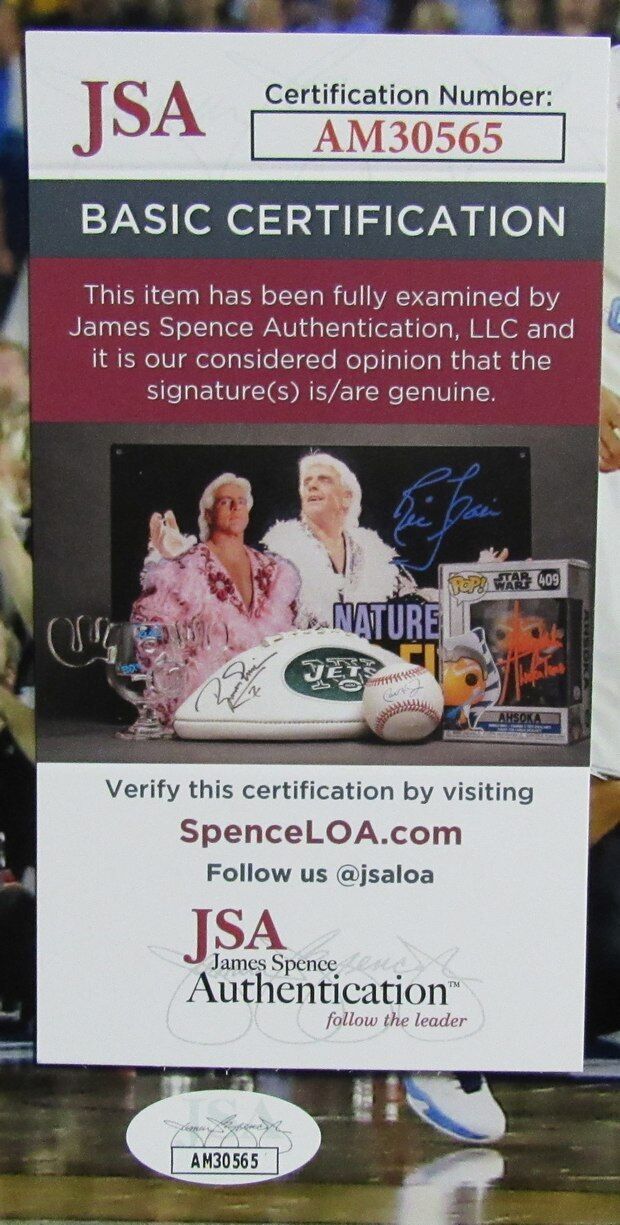 JSA
Certification Number:
AM30565
BASIC CERTIFICATION
This item has been fully examined by
James Spence Authentication, LLC and
it is our considered opinion that the
signature(s) is/are genuine.
NATURE
JETS
POP!
STAR WARS
409
AHSOKA
Verify this certification by visiting
SpenceLOA.com
Follow us @jsaloa
JSA
James Spence
Authentication™
follow the leader
JSA
AM30565